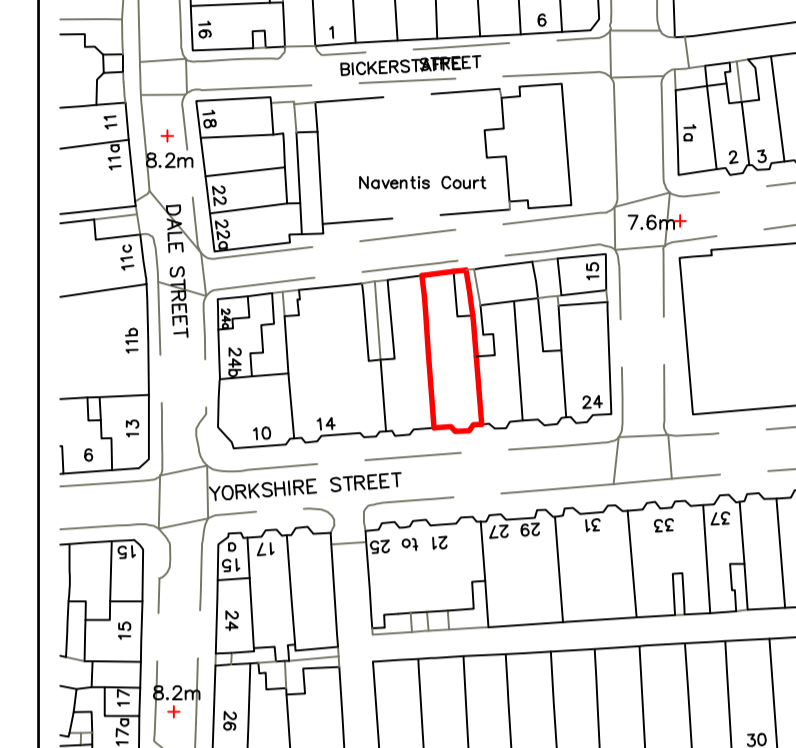 16
1
6
BICKERSTAFFE STREET
18
11
11a
8.2m
1a
2
3
22
Naventis Court
22a
7.6m
DALE STREET
11c
15
24a
24b
11b
10
14
24
13
6
YORKSHIRE STREET
15
15a
17
25 to 21
27
29
31
33
37
24
15
8.2m
17
17a
26
30